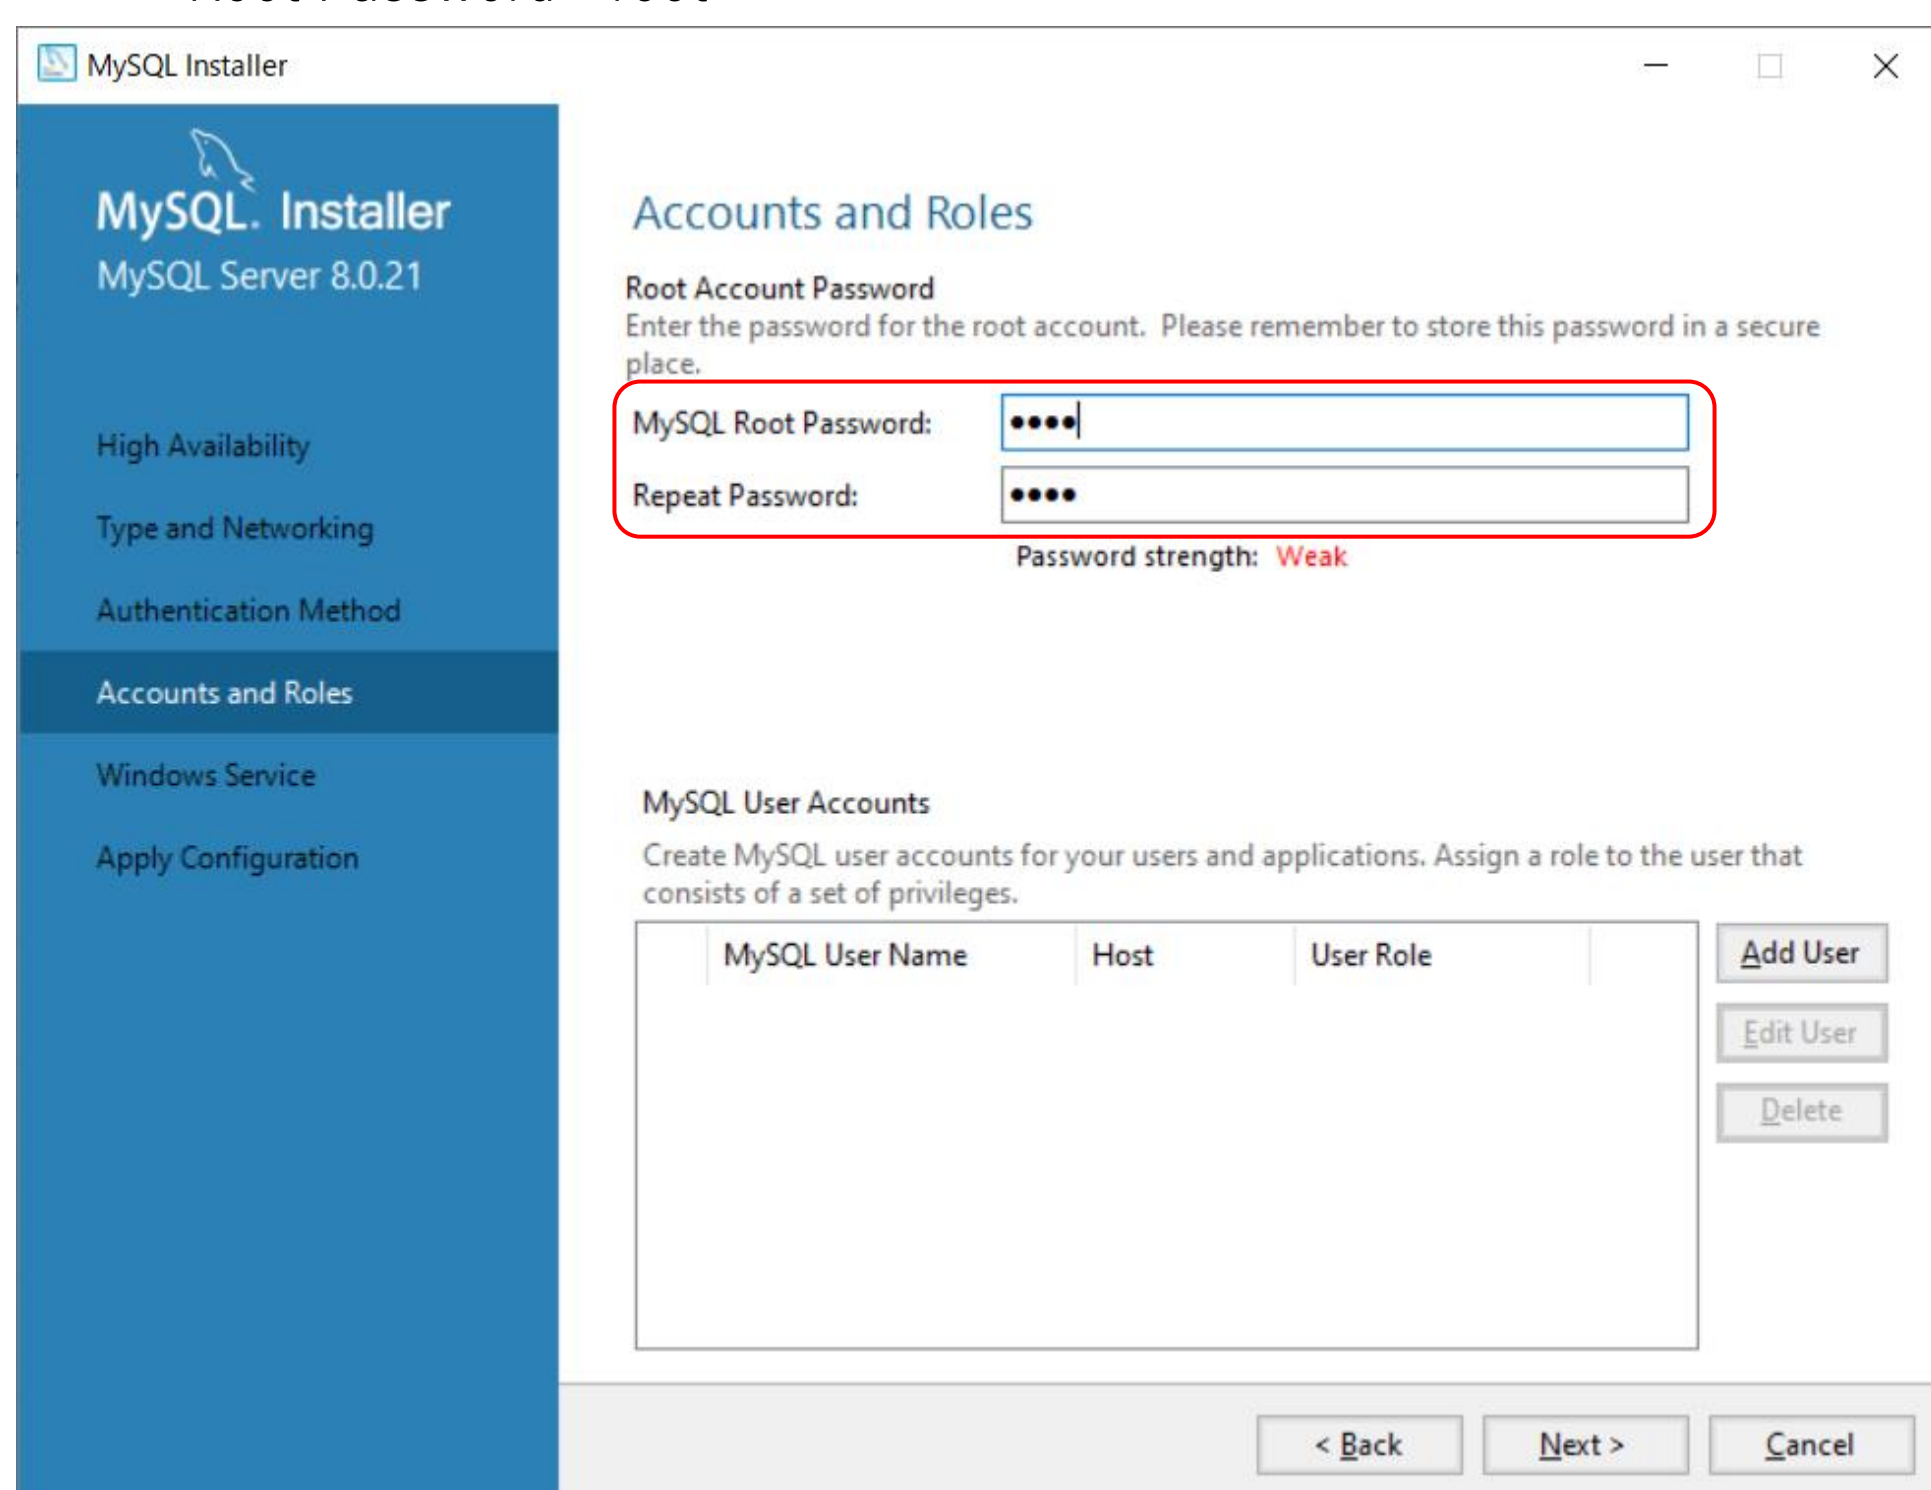 Root Password : root
MySQL Installer
MySQL. Installer
MySQL Server 8.0.21
High Availability
Type and Networking
Authentication Method
Accounts and Roles
Windows Service
Apply Configuration
Accounts and Roles
Root Account Password
Enter the password for the root account. Please remember to store this password in a secure
place.
MySQL Root Password: ●●●●
Repeat Password: ●●●●
Password strength: Weak
MySQL User Accounts
Create MySQL user accounts for your users and applications. Assign a role to the user that
consists of a set of privileges.
MySQL User Name Host User Role
Add User
Edit User
Delete
< Back Next > Cancel